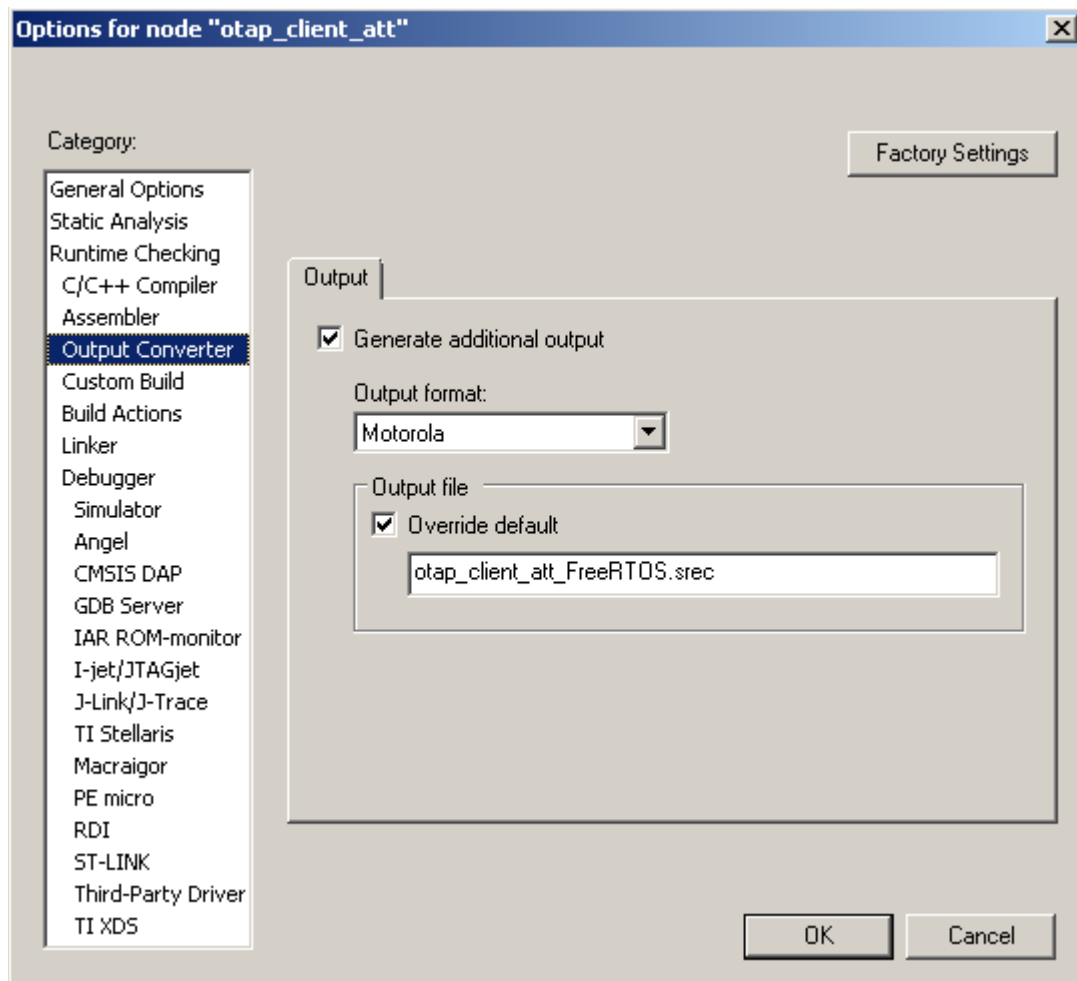 Options for node "otap_client_att"
Category:
Factory Settings
General Options
Static Analysis
Runtime Checking
C/C++ Compiler
Assembler
Output Converter
Custom Build
Build Actions
Linker
Debugger
Simulator
Angel
CMSIS DAP
GDB Server
IAR ROM-monitor
I-jet/JTAGjet
J-Link/J-Trace
TI Stellaris
Macraigor
PE micro
RDI
ST-LINK
Third-Party Driver
TI XDS
Output
Generate additional output
Output format:
Motorola
Output file
Override default
otap_client_att_FreeRTOS.srec
OK
Cancel